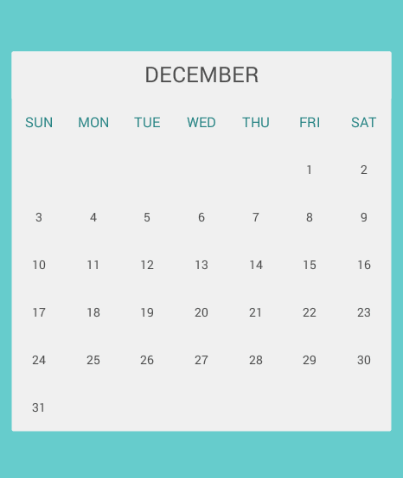 DECEMBER
SUN MON TUE WED THU FRI SAT
1 2
3 4 5 6 7 8 9
10 11 12 13 14 15 16
17 18 19 20 21 22 23
24 25 26 27 28 29 30
31